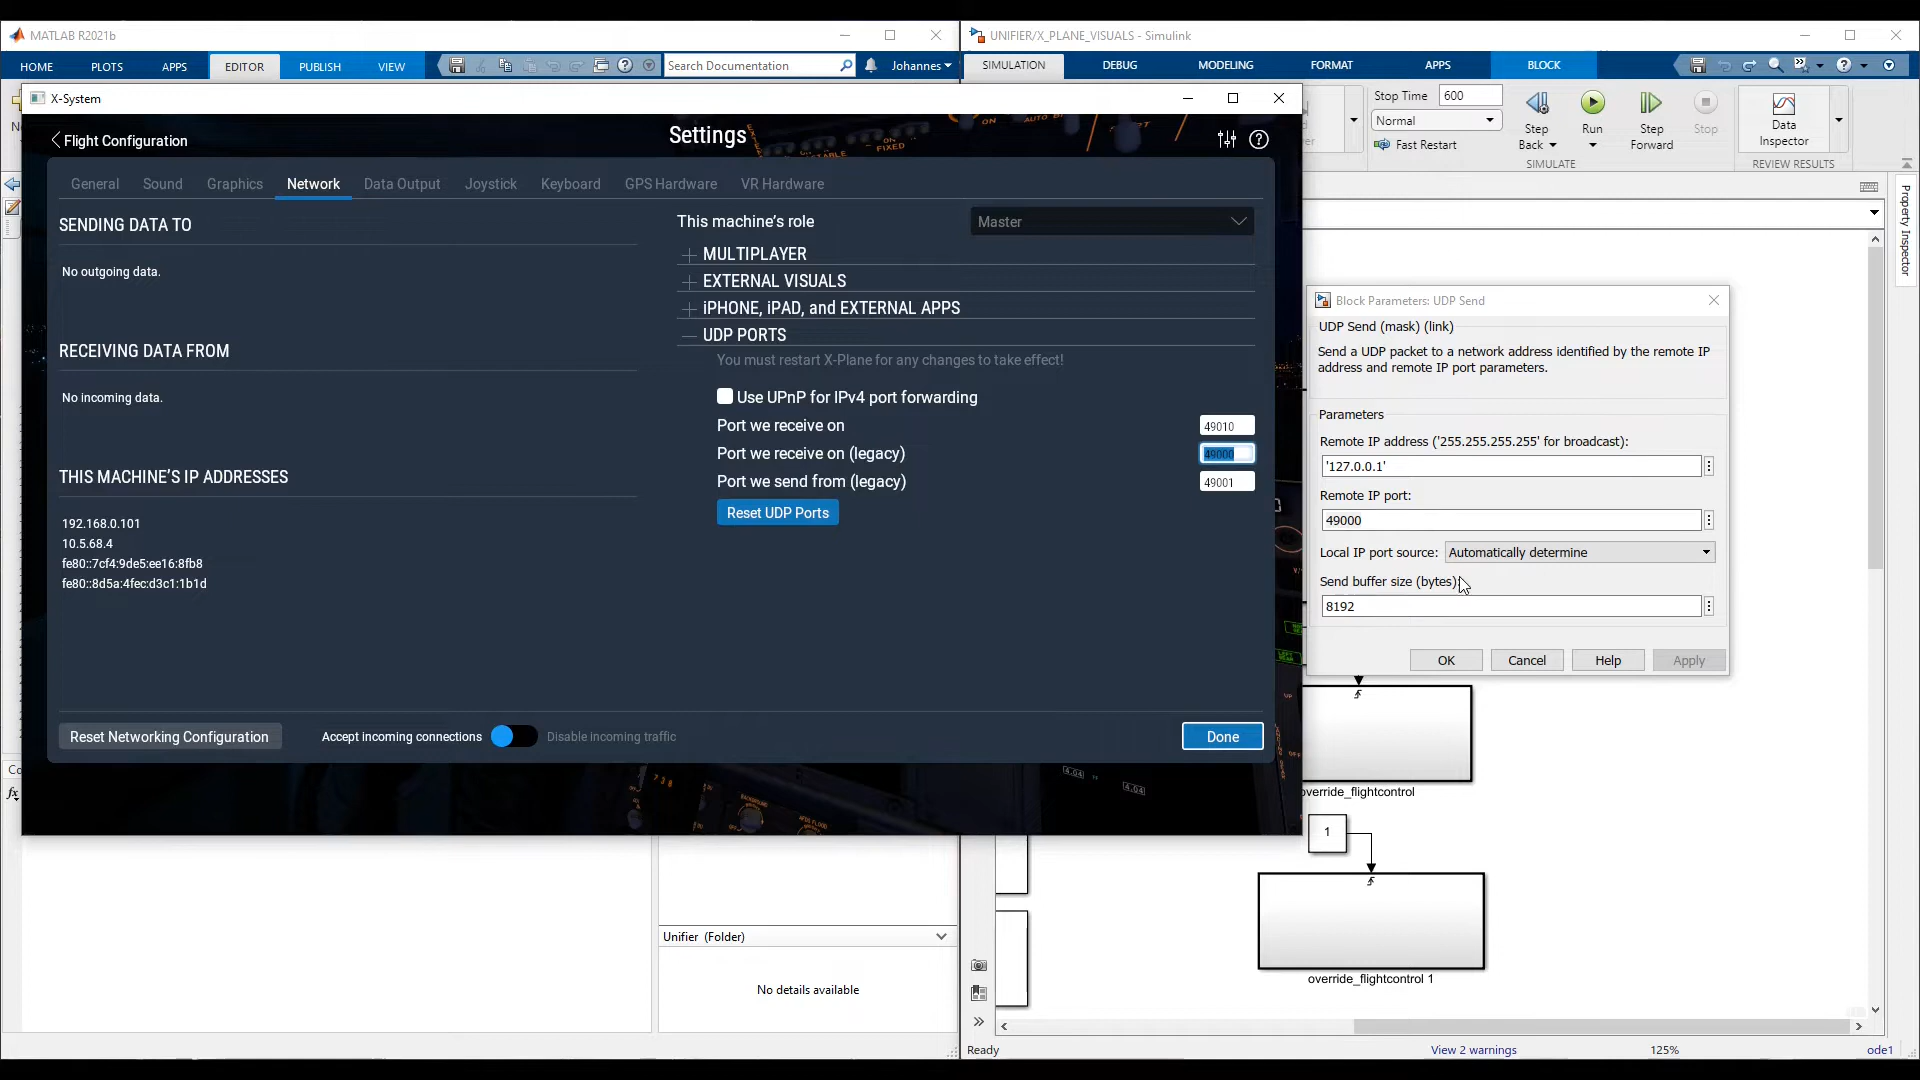 MATLAB R2021b
UNIFIER/X_PLANE_VISUALS - Simulink
HOME PLOTS APPS EDITOR PUBLISH VIEW
Search Documentation
Johannes
SIMULATION DEBUG MODELING FORMAT APPS BLOCK
X-System
Flight Configuration
Settings
General Sound Graphics Network Data Output Joystick Keyboard GPS Hardware VR Hardware
SENDING DATA TO
No outgoing data.
RECEIVING DATA FROM
No incoming data.
THIS MACHINE'S IP ADDRESSES
192.168.0.101
10.5.68.4
fe80::7cf4:9de5:ee16:8fb8
fe80::8d5a:4fec:d3c1:1b1d
This machine's role
Master
MULTIPLAYER
EXTERNAL VISUALS
iPHONE, iPAD, and EXTERNAL APPS
UDP PORTS
You must restart X-Plane for any changes to take effect!
Use UPnP for IPv4 port forwarding
Port we receive on 49010
Port we receive on (legacy) 49000
Port we send from (legacy) 49001
Reset UDP Ports
Reset Networking Configuration
Accept incoming connections
Disable incoming traffic
Done
Stop Time 600
Normal
Fast Restart
Step Back
Run
Step Forward
Stop
SIMULATE
Data Inspector
REVIEW RESULTS
Property Inspector
Block Parameters: UDP Send
UDP Send (mask) (link)
Send a UDP packet to a network address identified by the remote IP
address and remote IP port parameters.
Parameters
Remote IP address ('255.255.255.255' for broadcast):
'127.0.0.1'
Remote IP port:
49000
Local IP port source: Automatically determine
Send buffer size (bytes):
8192
OK Cancel Help Apply
override_flightcontrol
1
override_flightcontrol 1
fx
Unifier (Folder)
No details available
Ready
View 2 warnings
125%
ode1